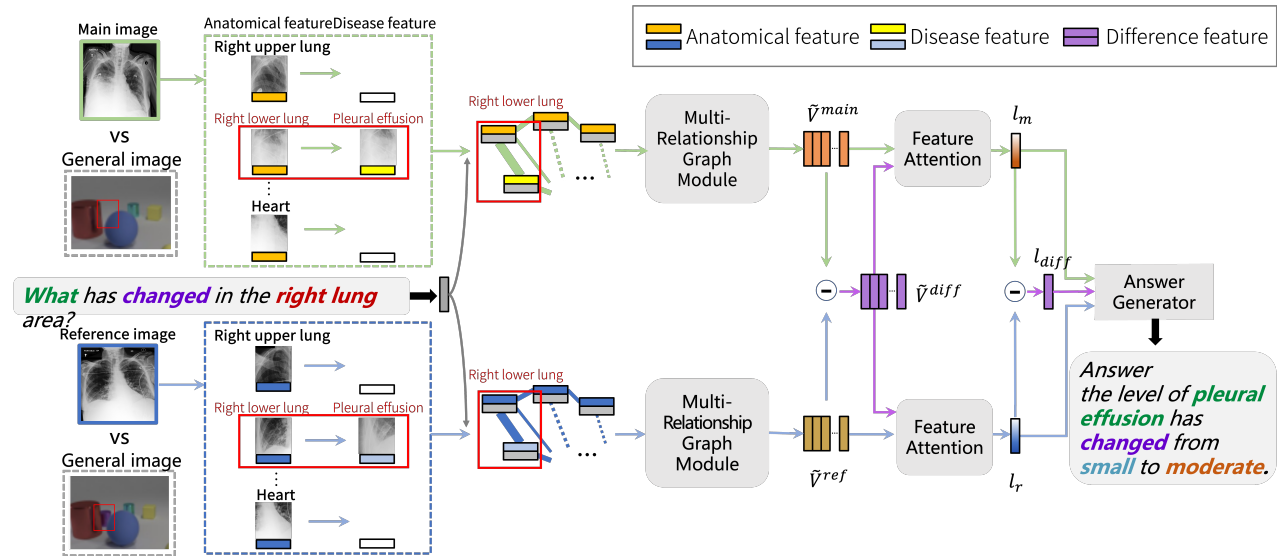 Anatomical feature Disease feature Difference feature
Main image
Anatomical featureDisease feature
Right upper lung
Right lower lung Pleural effusion
Heart
VS
General image
Right lower lung
...
Multi-
Relationship
Graph
Module
Ṽ^main
Feature
Attention
l_m
What has changed in the right lung
area?
−
Ṽ^diff
−
l_diff
Answer
Generator
Reference image
Right upper lung
Right lower lung Pleural effusion
Heart
VS
General image
Right lower lung
...
Multi-
Relationship
Graph
Module
Ṽ^ref
Feature
Attention
l_r
Answer
the level of pleural
effusion has
changed from
small to moderate.